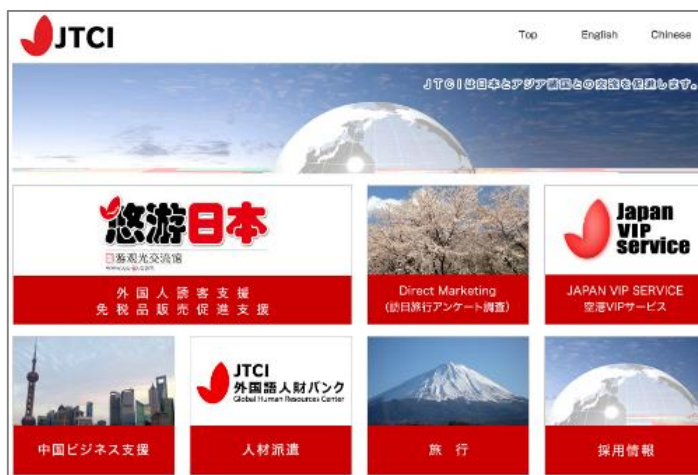 JTCI
Top English Chinese
JTCIは日本とアジア諸国との交流を促進します。
悠游日本
日游观光交流馆
外国人誘客支援
免税品販売促進支援
Direct Marketing
(訪日旅行アンケート調査)
Japan
VIP
service
JAPAN VIP SERVICE
空港VIPサービス
中国ビジネス支援
JTCI
外国語人財バンク
Global Human Resources Center
人材派遣
旅 行
採用情報